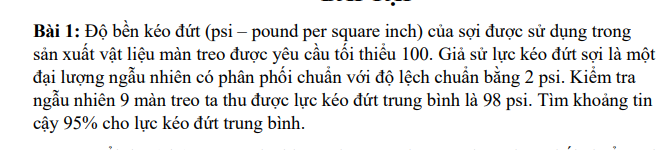 Bài 1: Độ bền kéo đứt (psi – pound per square inch) của sợi được sử dụng trong
sản xuất vật liệu màn treo được yêu cầu tối thiểu 100. Giả sử lực kéo đứt sợi là một
đại lượng ngẫu nhiên có phân phối chuẩn với độ lệch chuẩn bằng 2 psi. Kiểm tra
ngẫu nhiên 9 màn treo ta thu được lực kéo đứt trung bình là 98 psi. Tìm khoảng tin
cậy 95% cho lực kéo đứt trung bình.